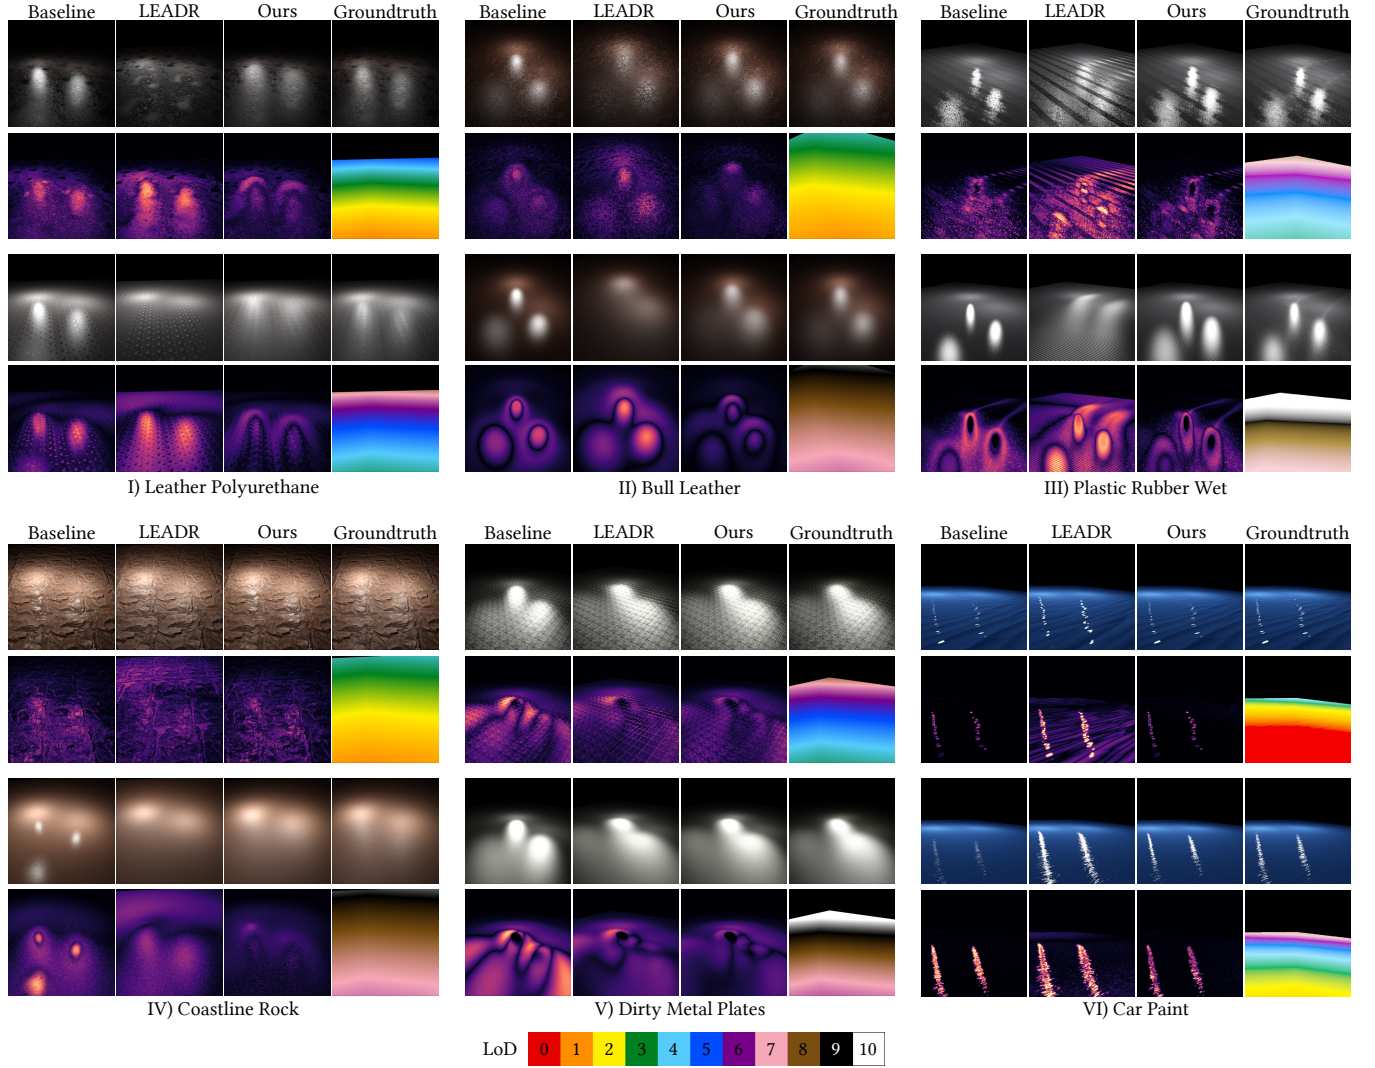 Baseline LEADR Ours Groundtruth Baseline LEADR Ours Groundtruth Baseline LEADR Ours Groundtruth
I) Leather Polyurethane II) Bull Leather III) Plastic Rubber Wet
Baseline LEADR Ours Groundtruth Baseline LEADR Ours Groundtruth Baseline LEADR Ours Groundtruth
IV) Coastline Rock V) Dirty Metal Plates VI) Car Paint
LoD 0 1 2 3 4 5 6 7 8 9 10